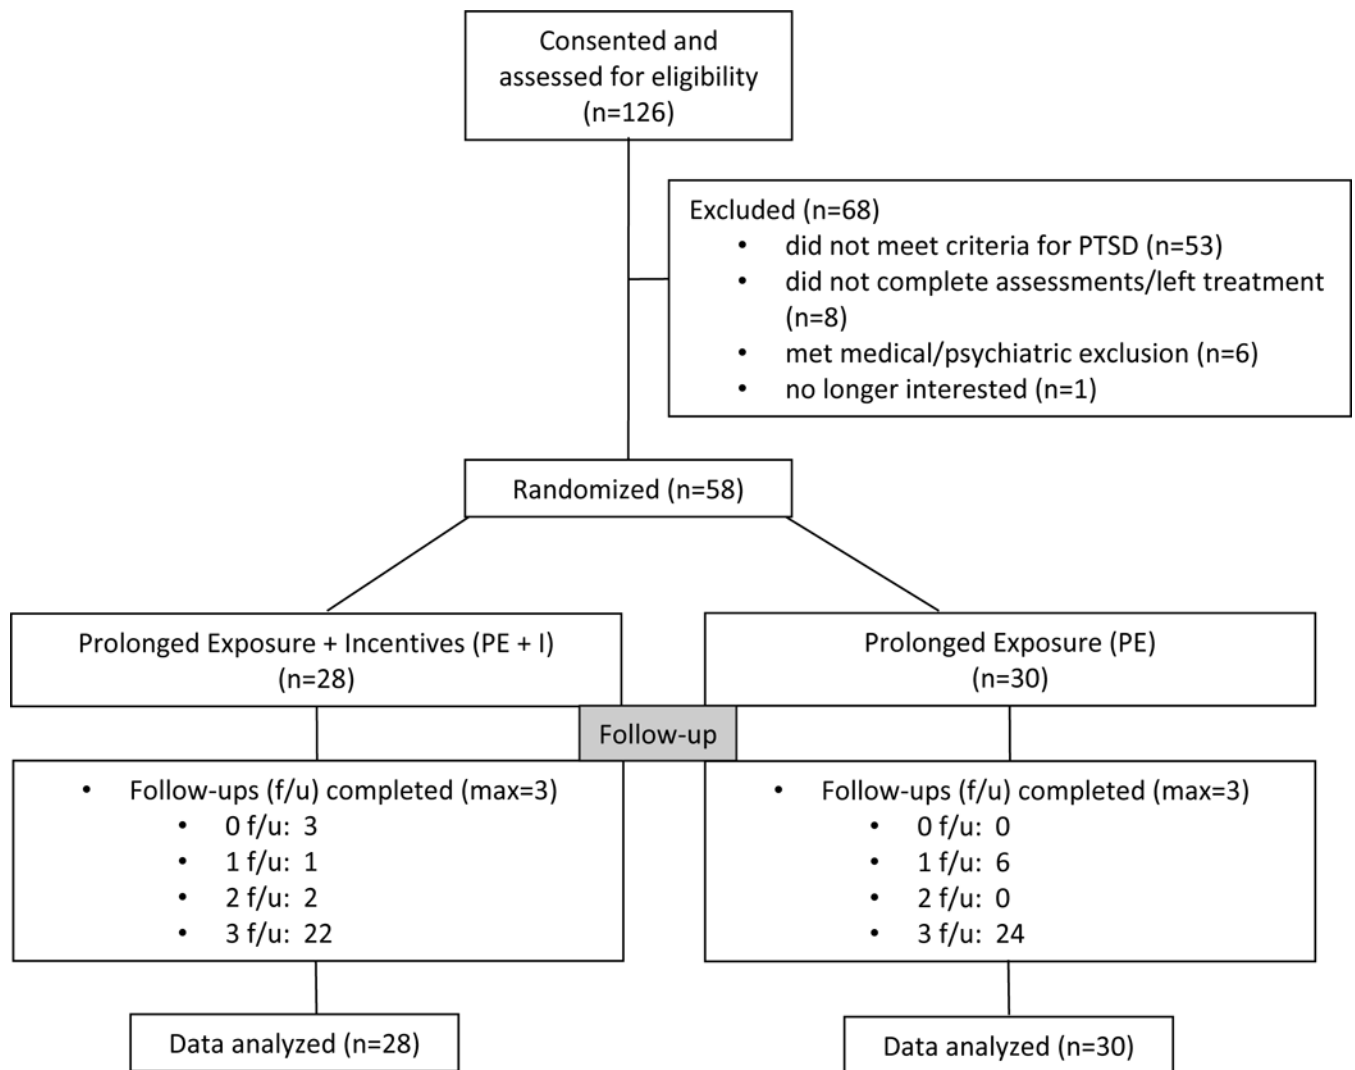 Consented and
assessed for eligibility
(n=126)
Excluded (n=68)
• did not meet criteria for PTSD (n=53)
• did not complete assessments/left treatment
(n=8)
• met medical/psychiatric exclusion (n=6)
• no longer interested (n=1)
Randomized (n=58)
Prolonged Exposure + Incentives (PE + I)
(n=28)
Prolonged Exposure (PE)
(n=30)
Follow-up
• Follow-ups (f/u) completed (max=3)
• 0 f/u: 3
• 1 f/u: 1
• 2 f/u: 2
• 3 f/u: 22
• Follow-ups (f/u) completed (max=3)
• 0 f/u: 0
• 1 f/u: 6
• 2 f/u: 0
• 3 f/u: 24
Data analyzed (n=28)
Data analyzed (n=30)